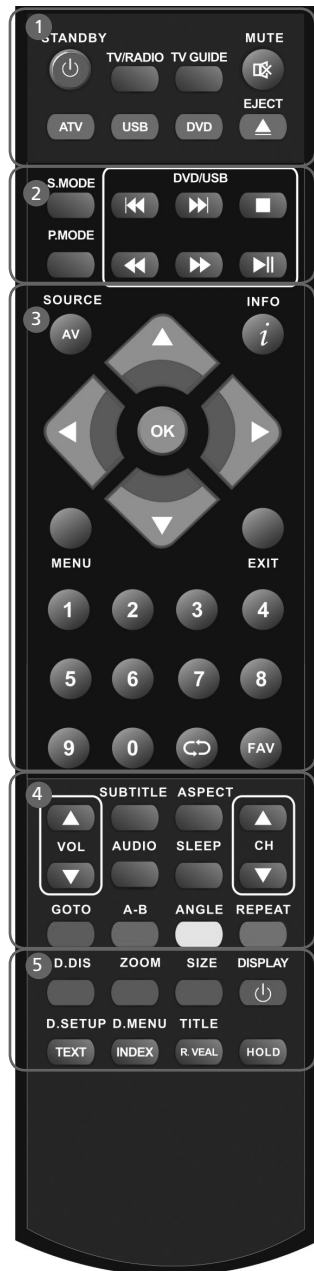 1
STANDBY MUTE
TV/RADIO TV GUIDE
EJECT
ATV USB DVD
2
S.MODE DVD/USB
P.MODE
SOURCE INFO
3
AV i
OK
MENU EXIT
1 2 3 4
5 6 7 8
9 0 FAV
4
SUBTITLE ASPECT
VOL AUDIO SLEEP CH
GOTO A-B ANGLE REPEAT
5
D.DIS ZOOM SIZE DISPLAY
D.SETUP D.MENU TITLE
TEXT INDEX R.VEAL HOLD